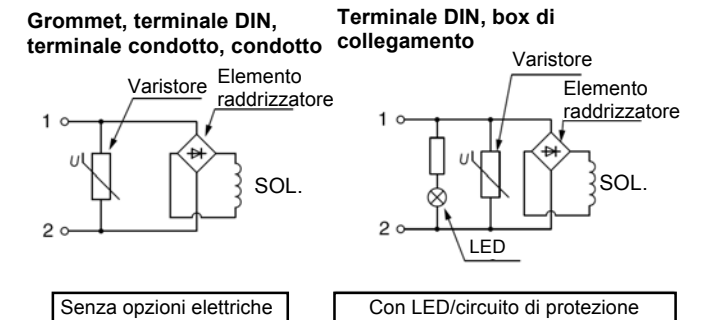 Grommet, terminale DIN,
terminale condotto, condotto
Varistore
Elemento
raddrizzatore
1
U
SOL.
2
Senza opzioni elettriche
Terminale DIN, box di
collegamento
Varistore
Elemento
raddrizzatore
1
U
SOL.
2
LED
Con LED/circuito di protezione